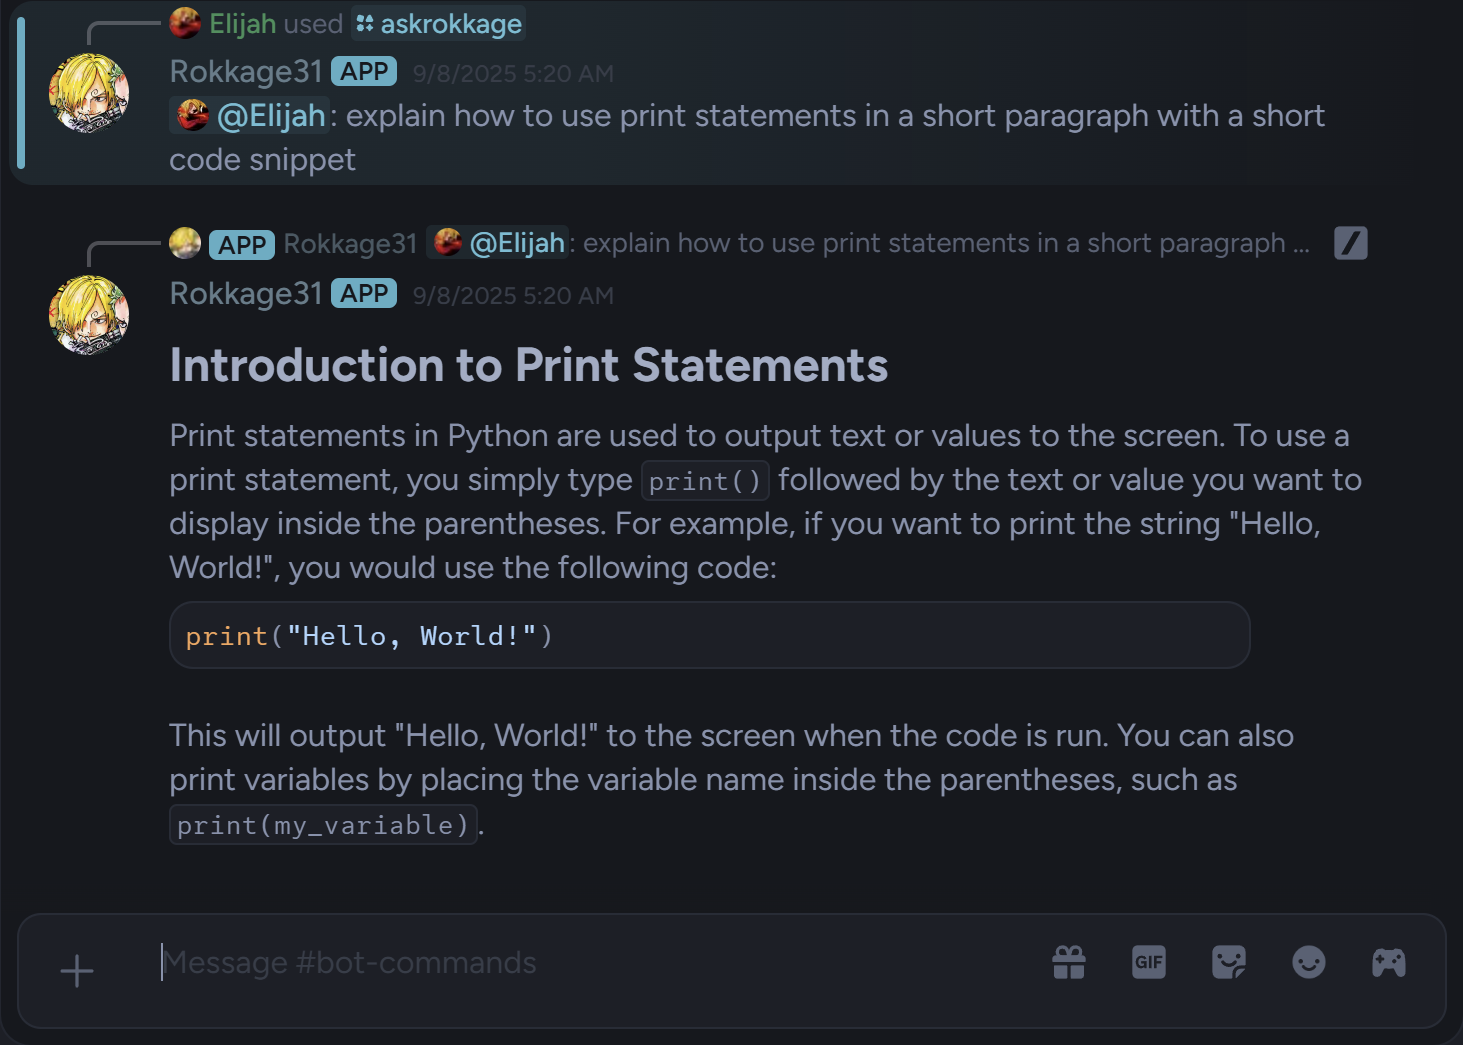 Elijah used askrokkage
Rokkage31 APP 9/8/2025 5:20 AM
@Elijah: explain how to use print statements in a short paragraph with a short
code snippet
APP Rokkage31 @Elijah: explain how to use print statements in a short paragraph ...
Rokkage31 APP 9/8/2025 5:20 AM
Introduction to Print Statements
Print statements in Python are used to output text or values to the screen. To use a
print statement, you simply type print() followed by the text or value you want to
display inside the parentheses. For example, if you want to print the string "Hello,
World!", you would use the following code:
print("Hello, World!")
This will output "Hello, World!" to the screen when the code is run. You can also
print variables by placing the variable name inside the parentheses, such as
print(my_variable).
Message #bot-commands
GIF